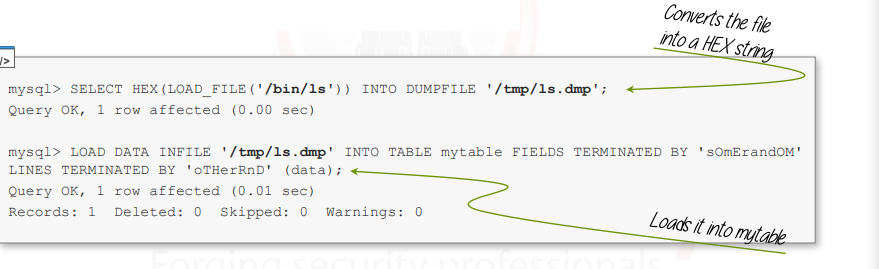 Converts the file
into a HEX string
/>
mysql> SELECT HEX(LOAD_FILE('/bin/ls')) INTO DUMPFILE '/tmp/ls.dmp';
Query OK, 1 row affected (0.00 sec)
mysql> LOAD DATA INFILE '/tmp/ls.dmp' INTO TABLE mytable FIELDS TERMINATED BY 'sOmErandOM'
LINES TERMINATED BY 'oTHerRnD' (data);
Query OK, 1 row affected (0.01 sec)
Records: 1 Deleted: 0 Skipped: 0 Warnings: 0
Loads it into mytable
Forging security professionals